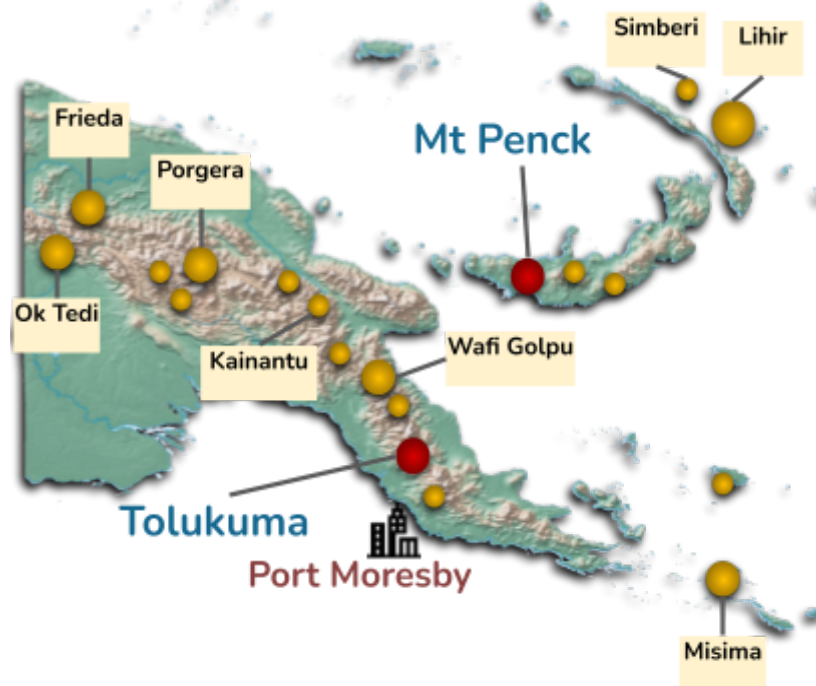 Simberi
Lihir
Frieda
Mt Penck
Porgera
Ok Tedi
Kainantu
Wafi Golpu
Tolukuma
Port Moresby
Misima